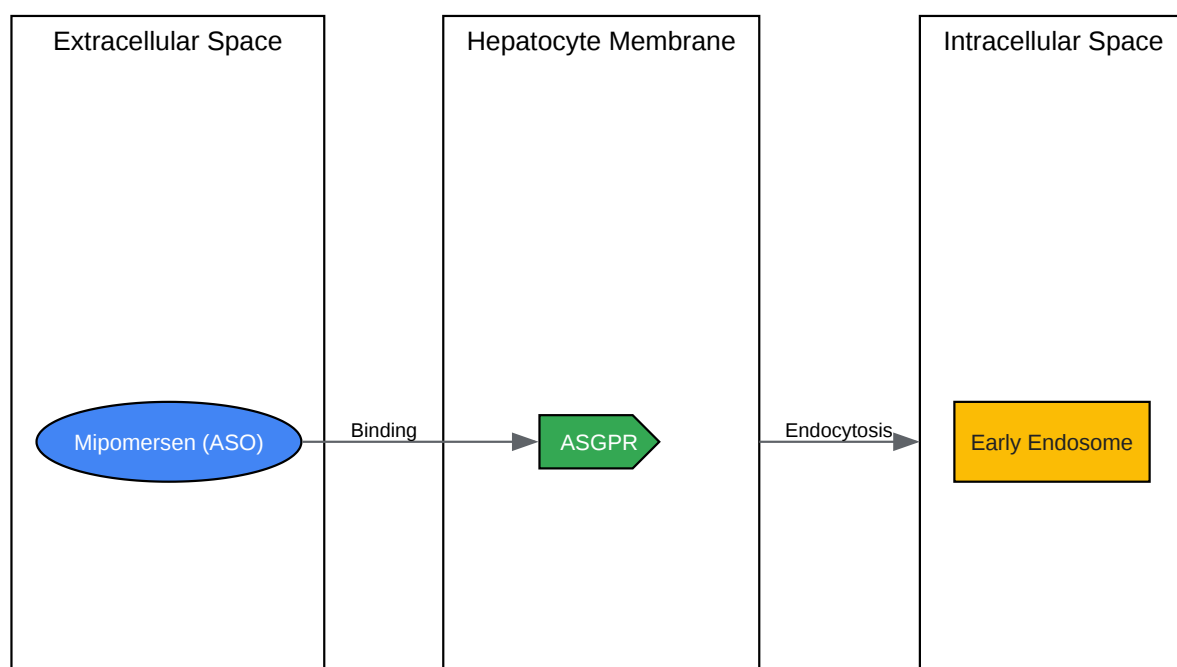 Extracellular Space
Hepatocyte Membrane
Intracellular Space
Mipomersen (ASO)
Binding
ASGPR
Endocytosis
Early Endosome